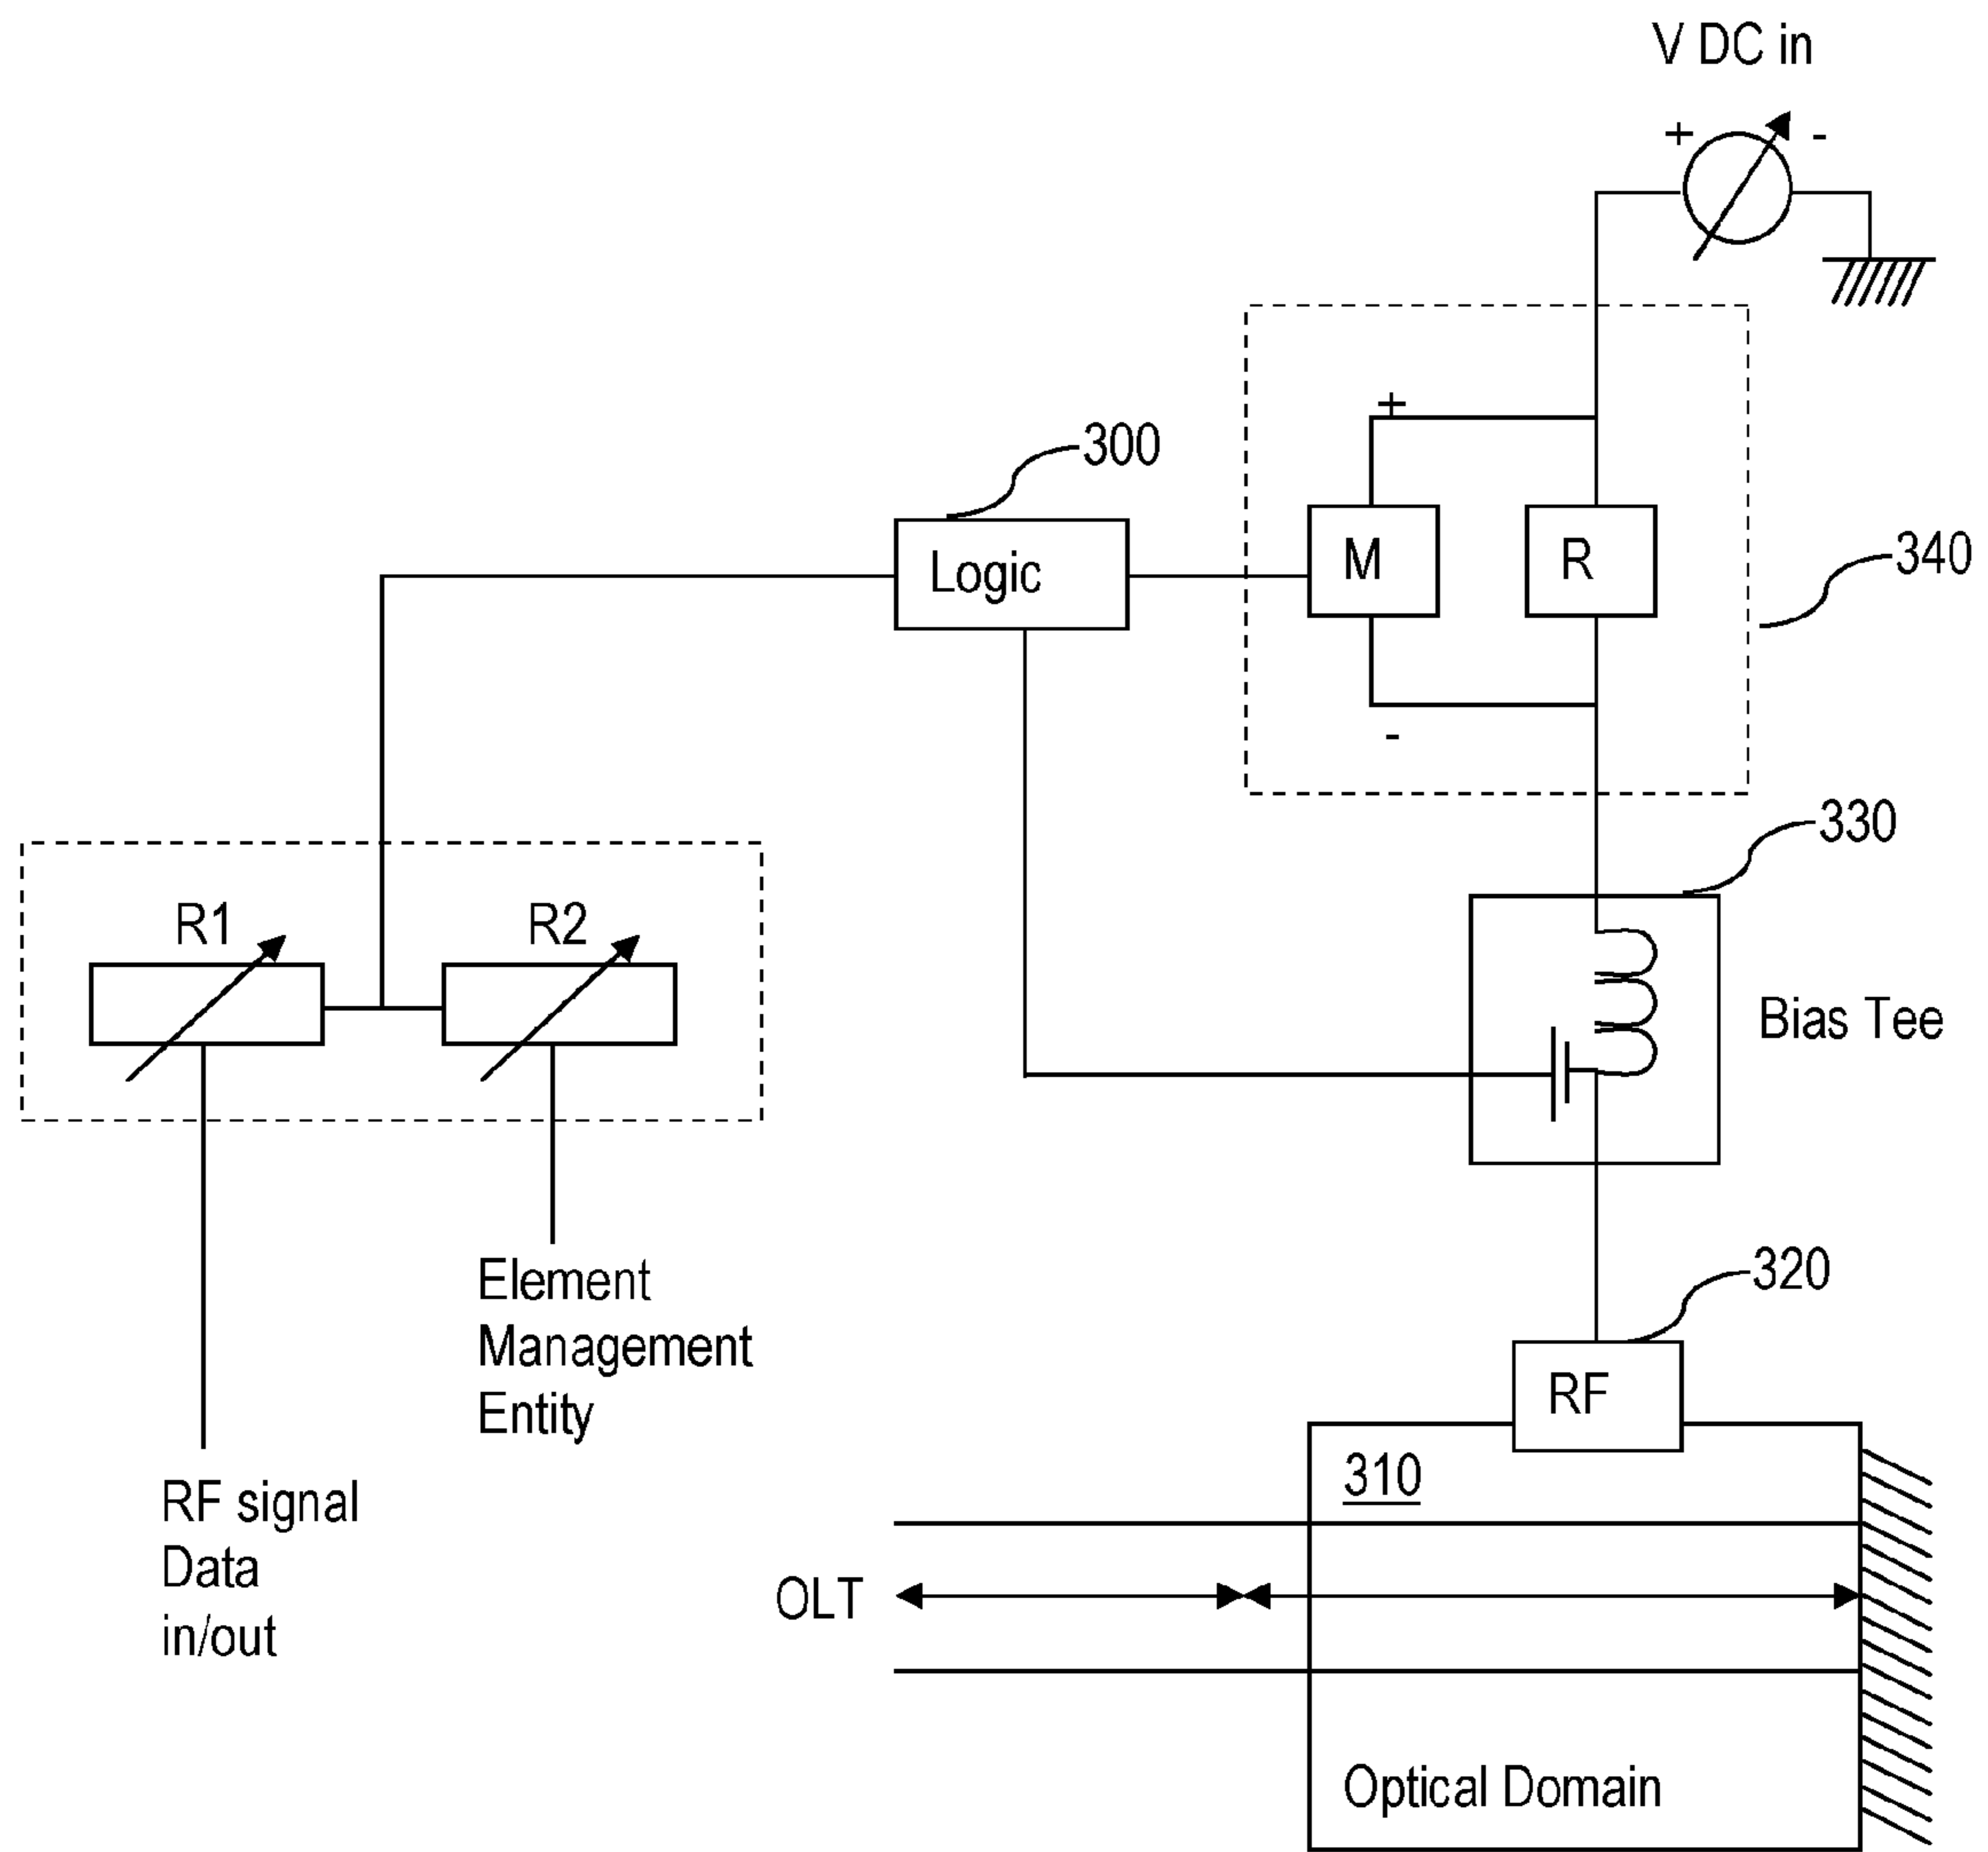 V DC in
+
-
+
300
Logic
M
R
340
-
330
R1
R2
Bias Tee
Element
Management
Entity
320
RF
310
RF signal
Data
in/out
OLT
Optical Domain